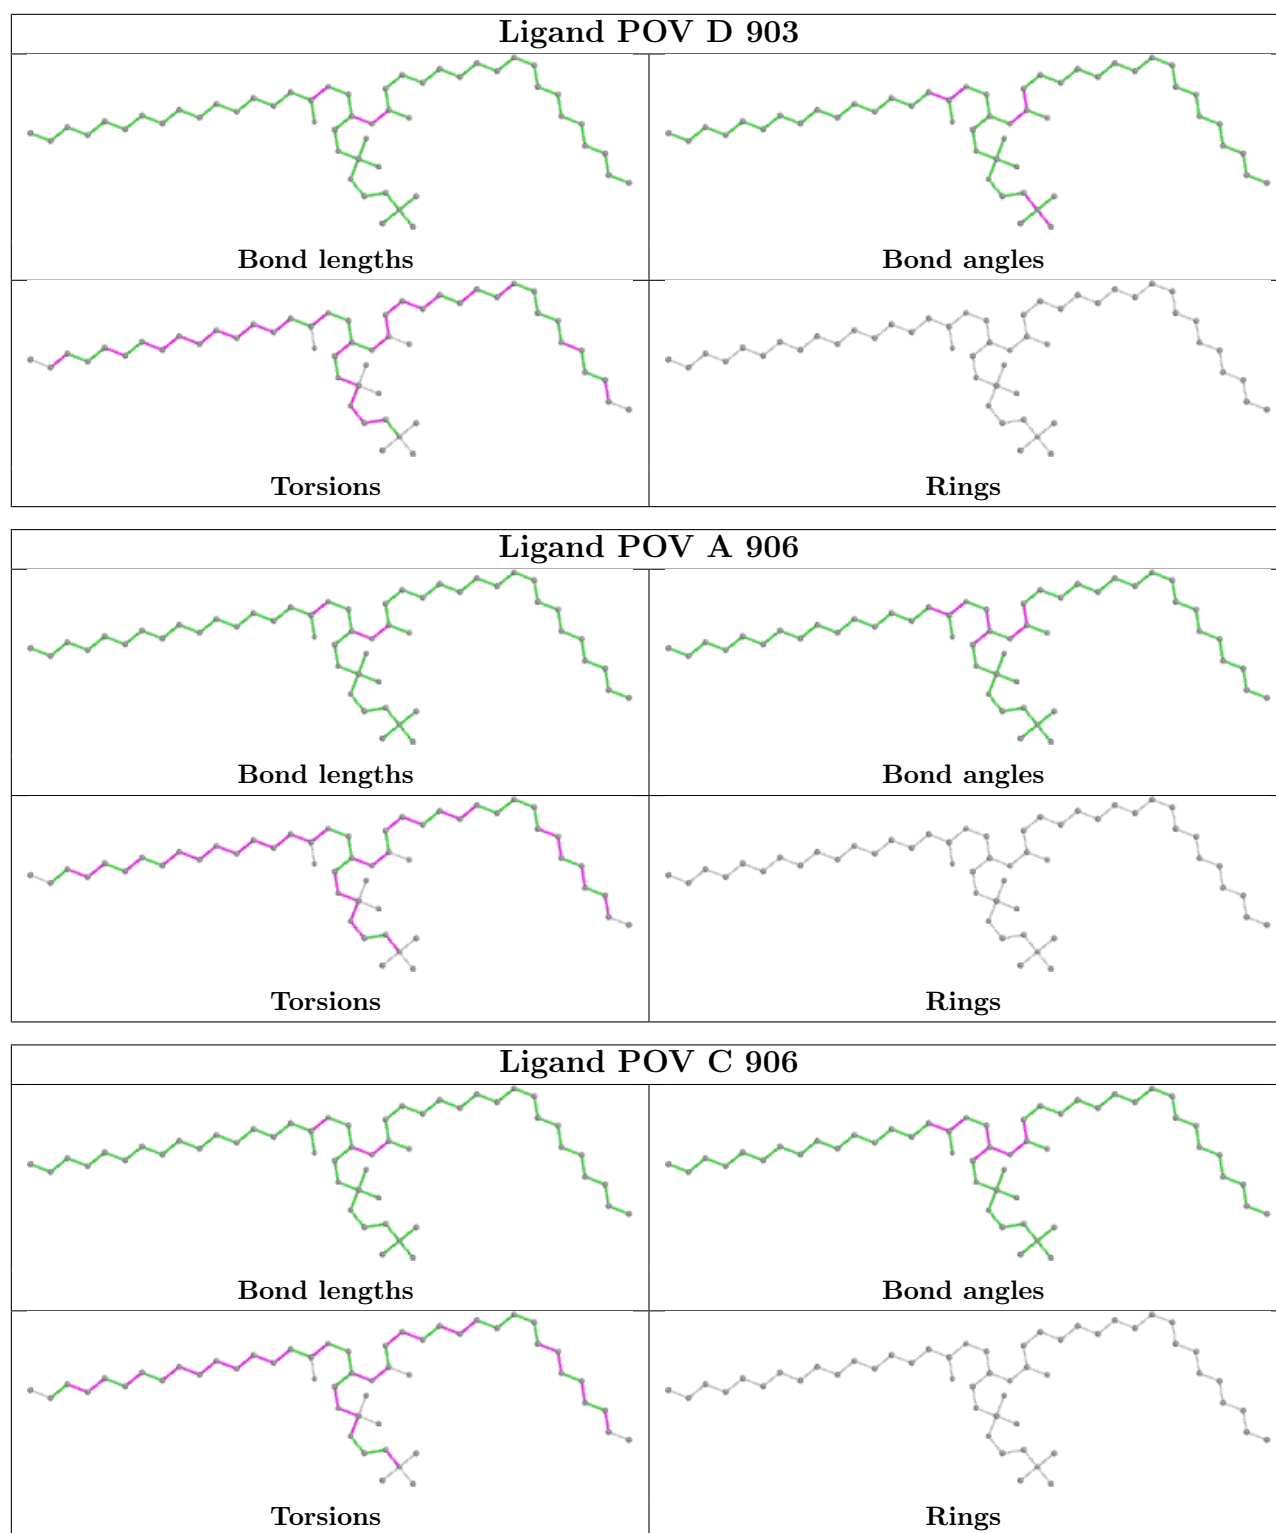 Ligand POV D 903
Bond lengths
Bond angles
Torsions
Rings
Ligand POV A 906
Bond lengths
Bond angles
Torsions
Rings
Ligand POV C 906
Bond lengths
Bond angles
Torsions
Rings